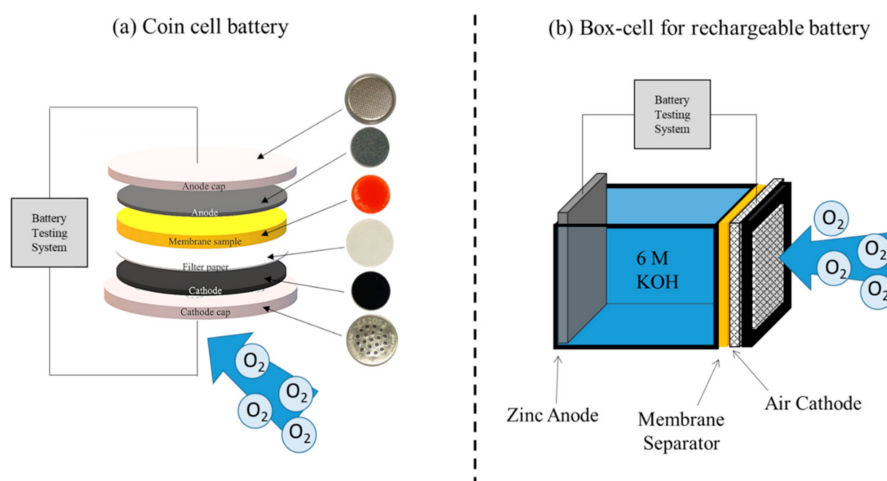 (a) Coin cell battery
Anode cap
Anode
Membrane sample
Filter paper
Cathode
Cathode cap
Battery
Testing
System
O2
O2
O2
O2
(b) Box-cell for rechargeable battery
Battery
Testing
System
6 M
KOH
O2
O2
O2
O2
Zinc Anode
Membrane
Separator
Air Cathode